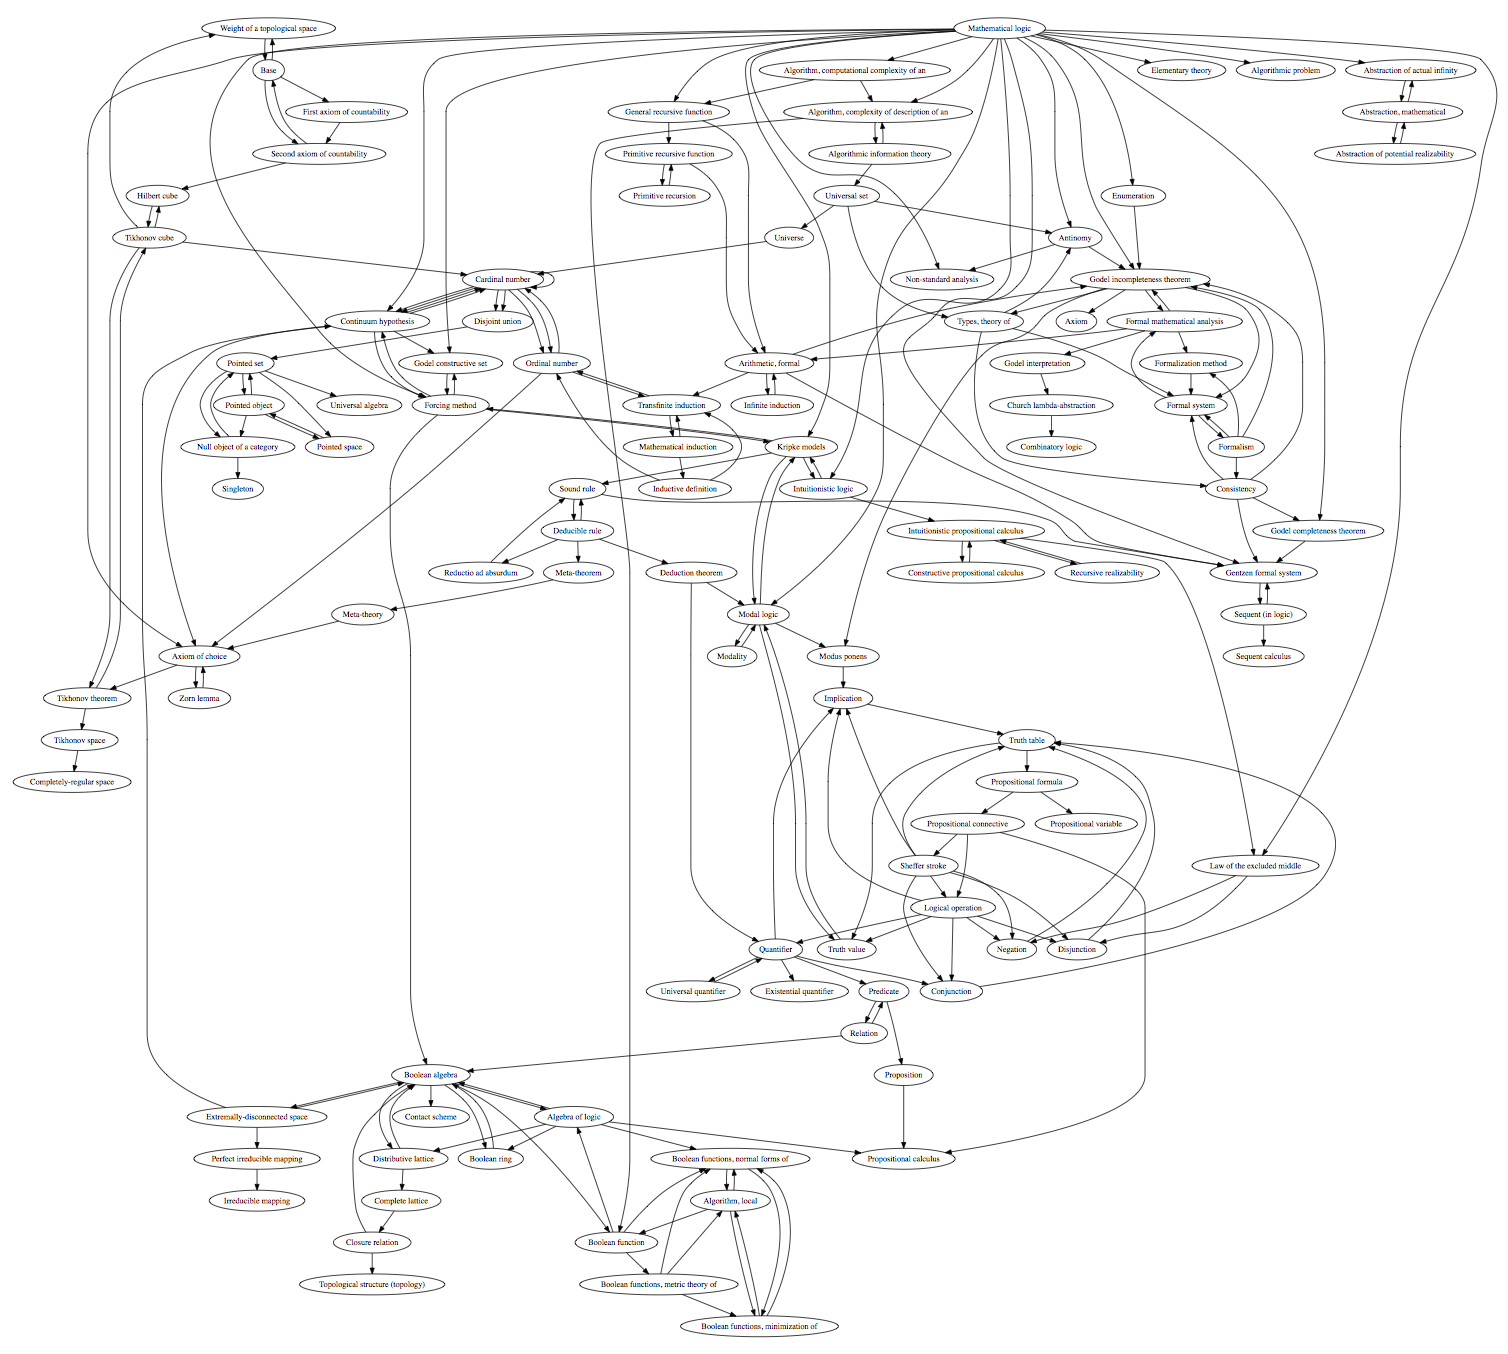 Weight of a topological space
Mathematical logic
Base
Algorithm, computational complexity of an
Elementary theory
Algorithmic problem
Abstraction of actual infinity
First axiom of countability
General recursive function
Algorithm, complexity of description of an
Abstraction, mathematical
Second axiom of countability
Primitive recursive function
Algorithmic information theory
Abstraction of potential realizability
Hilbert cube
Primitive recursion
Universal set
Enumeration
Tikhonov cube
Universe
Antinomy
Cardinal number
Non-standard analysis
Godel incompleteness theorem
Continuum hypothesis
Disjoint union
Types, theory of
Axiom
Formal mathematical analysis
Pointed set
Godel constructive set
Ordinal number
Arithmetic, formal
Godel interpretation
Formalization method
Pointed object
Universal algebra
Forcing method
Transfinite induction
Infinite induction
Church lambda-abstraction
Formal system
Null object of a category
Pointed space
Mathematical induction
Kripke models
Combinatory logic
Formalism
Singleton
Sound rule
Inductive definition
Intuitionistic logic
Consistency
Deducible rule
Intuitionistic propositional calculus
Godel completeness theorem
Reductio ad absurdum
Meta-theorem
Deduction theorem
Constructive propositional calculus
Recursive realizability
Gentzen formal system
Meta-theory
Modal logic
Sequent (in logic)
Axiom of choice
Modality
Modus ponens
Sequent calculus
Tikhonov theorem
Zorn lemma
Implication
Tikhonov space
Truth table
Completely-regular space
Propositional formula
Propositional connective
Propositional variable
Sheffer stroke
Law of the excluded middle
Logical operation
Quantifier
Truth value
Negation
Disjunction
Universal quantifier
Existential quantifier
Predicate
Conjunction
Relation
Boolean algebra
Proposition
Extremally-disconnected space
Contact scheme
Algebra of logic
Perfect irreducible mapping
Distributive lattice
Boolean ring
Boolean functions, normal forms of
Propositional calculus
Irreducible mapping
Complete lattice
Algorithm, local
Closure relation
Boolean function
Topological structure (topology)
Boolean functions, metric theory of
Boolean functions, minimization of